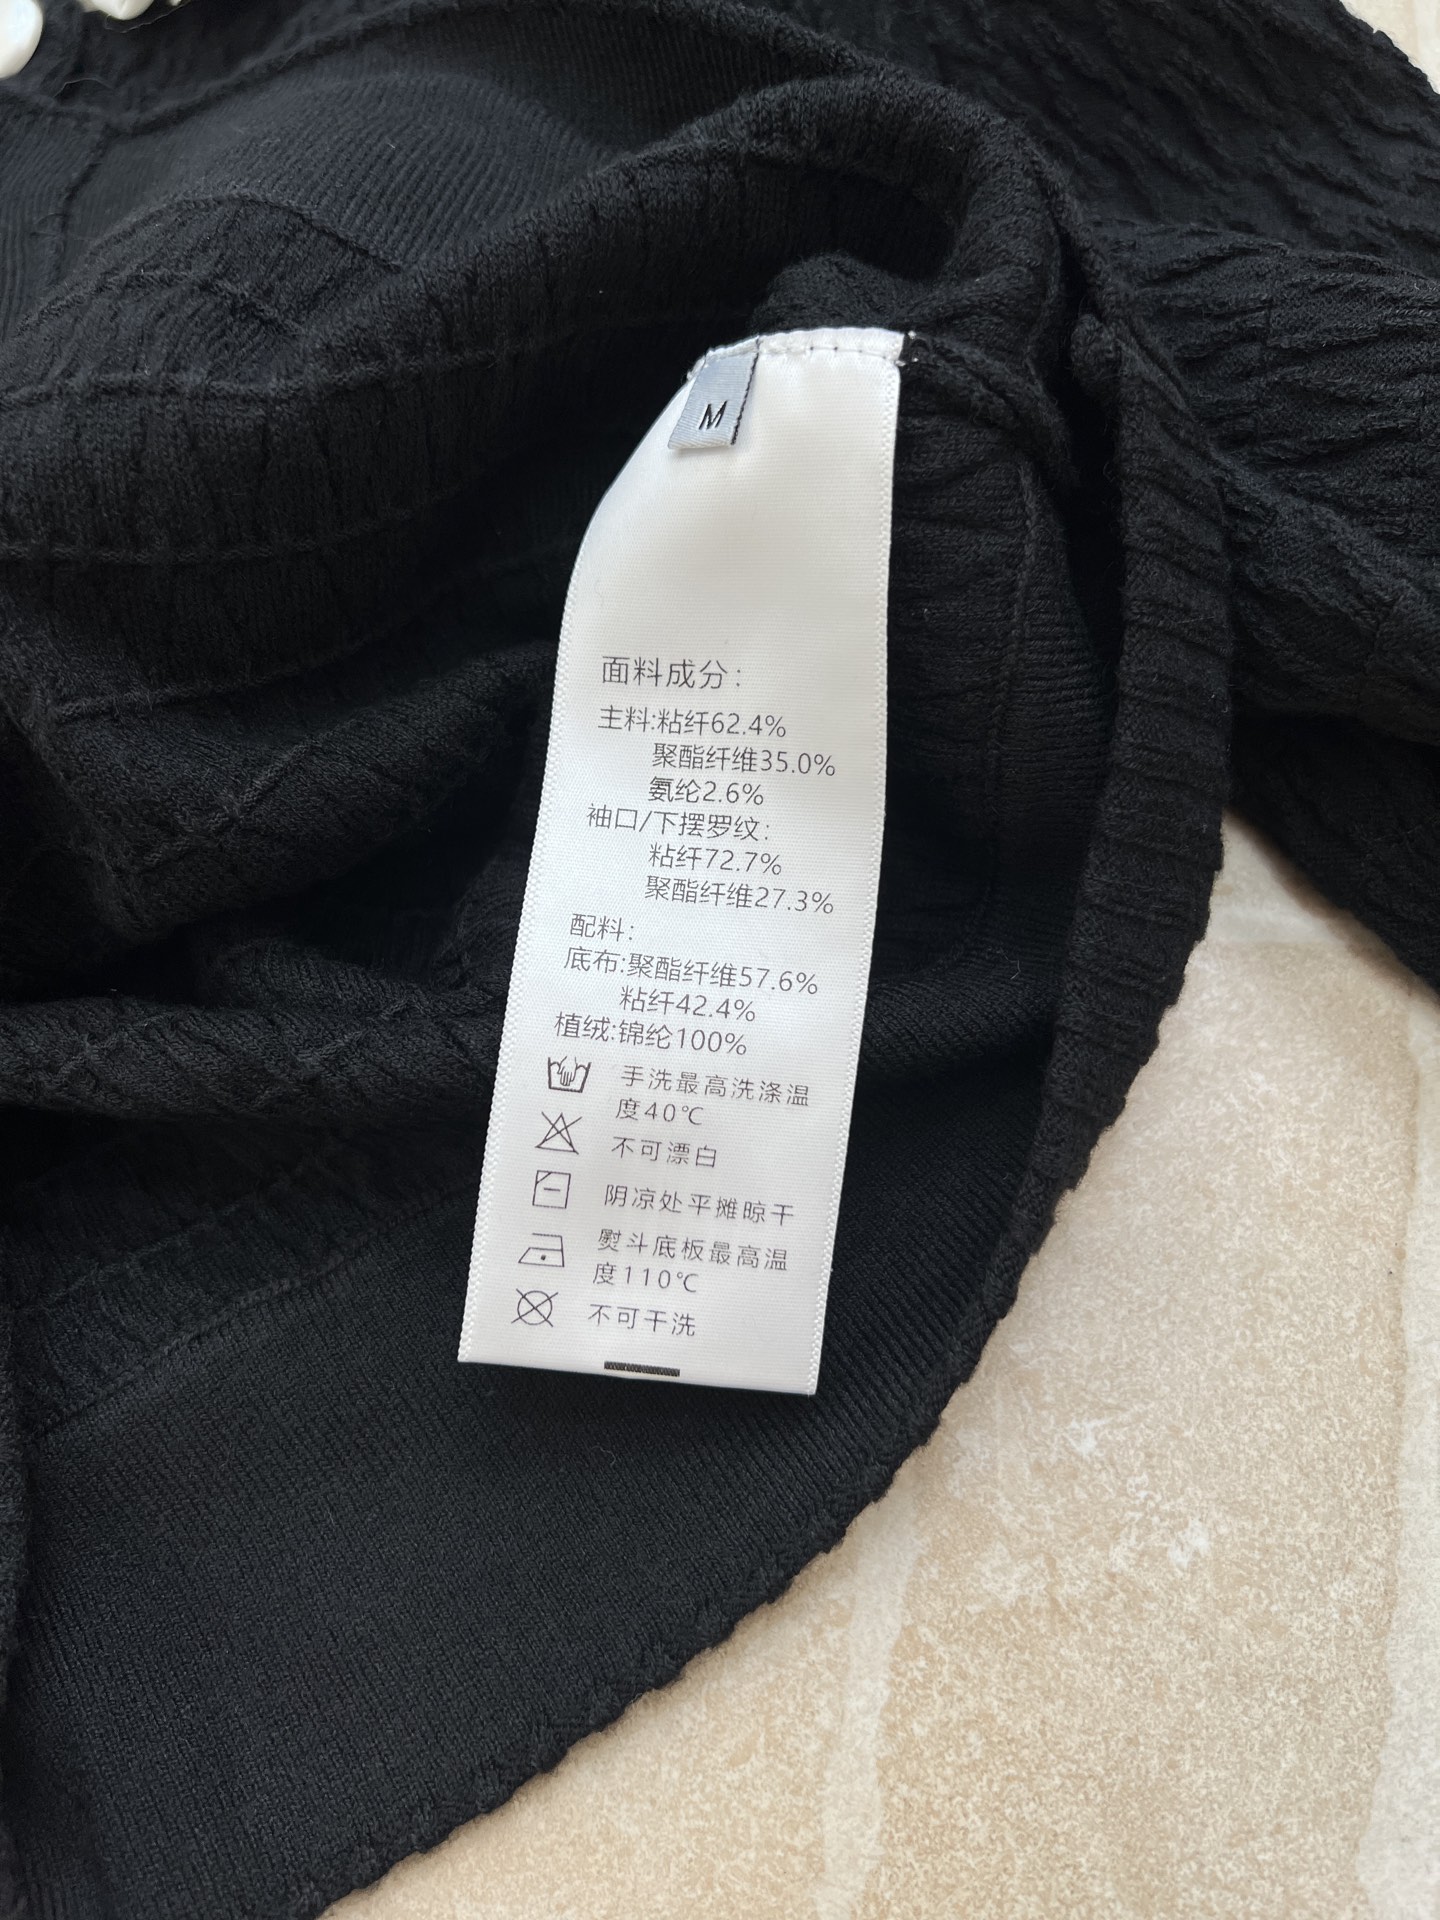 M
面料成分：
主料:粘纤62.4%
聚酯纤维35.0%
氨纶2.6%
袖口/下摆罗纹：
粘纤72.7%
聚酯纤维27.3%
配料：
底布:聚酯纤维57.6%
粘纤42.4%
植绒:锦纶100%
手洗最高洗涤温
度40℃
不可漂白
阴凉处平摊晾干
熨斗底板最高温
度110℃
不可干洗